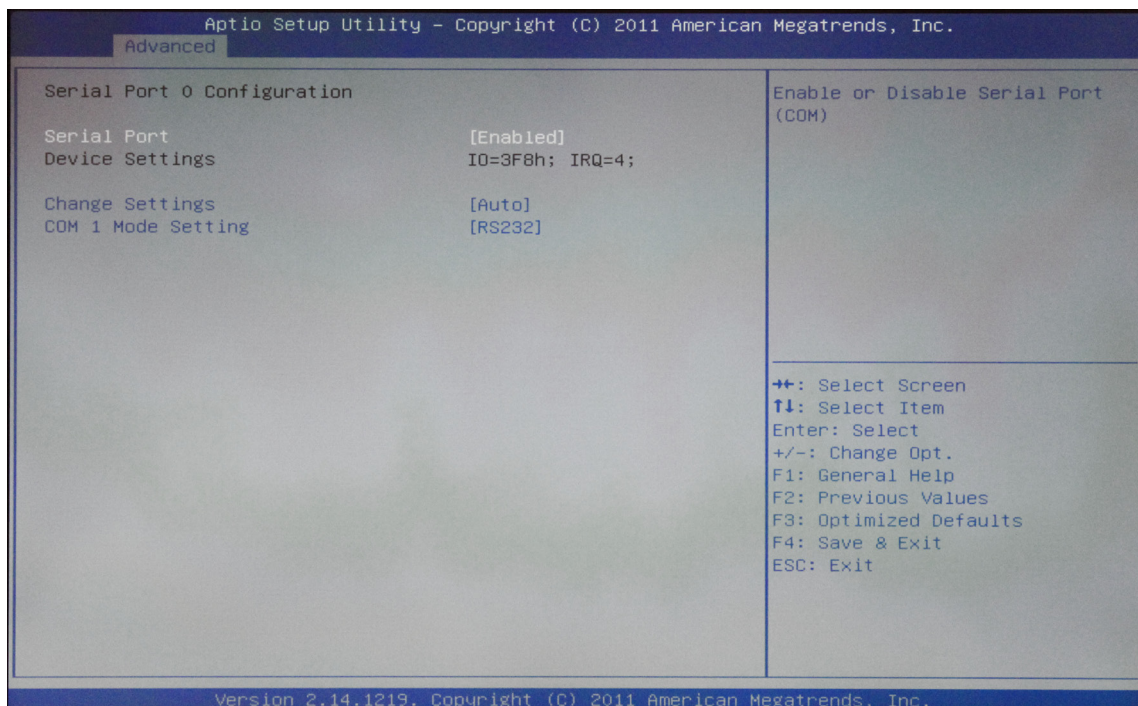 Aptio Setup Utility – Copyright (C) 2011 American Megatrends, Inc.
Advanced
Serial Port 0 Configuration
Serial Port [Enabled]
Device Settings IO=3F8h; IRQ=4;
Change Settings [Auto]
COM 1 Mode Setting [RS232]
Enable or Disable Serial Port
(COM)
→←: Select Screen
↑↓: Select Item
Enter: Select
+/-: Change Opt.
F1: General Help
F2: Previous Values
F3: Optimized Defaults
F4: Save & Exit
ESC: Exit
Version 2.14.1219. Copyright (C) 2011 American Megatrends, Inc.